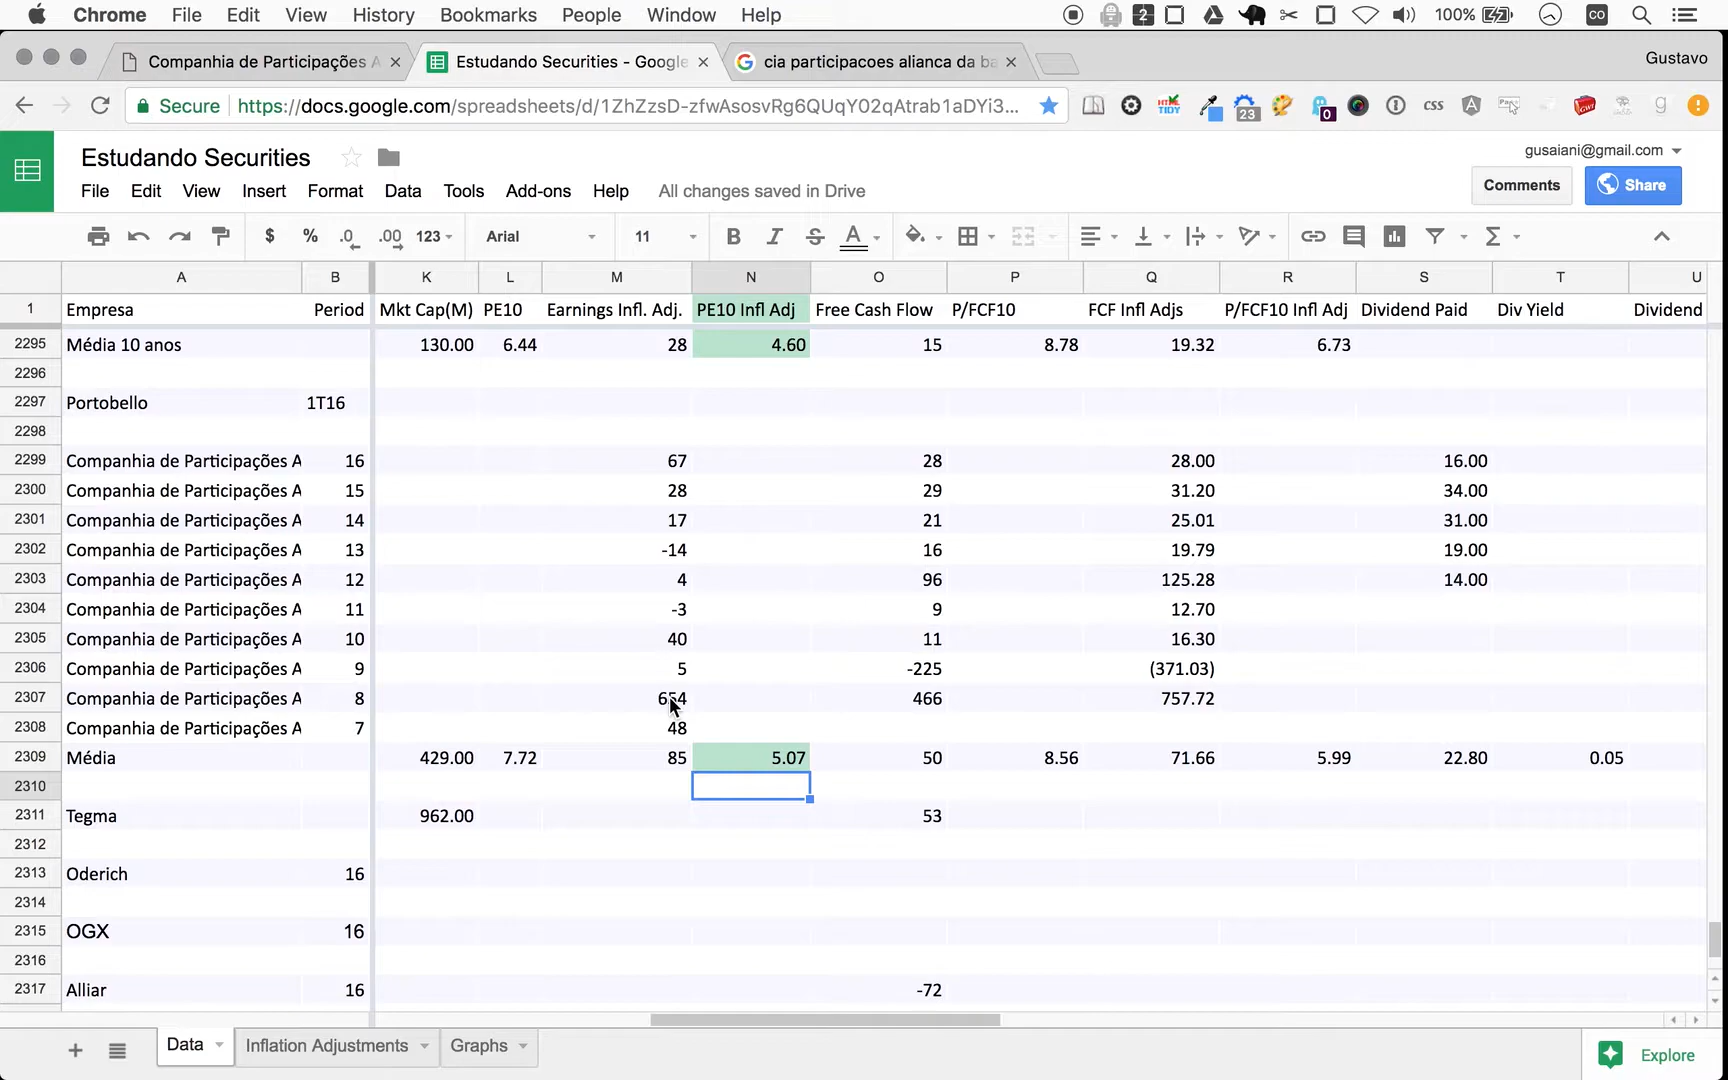 Chrome File Edit View History Bookmarks People Window Help 2 100% CO
Companhia de Participações A Estudando Securities - Google cia participacoes alianca da ba Gustavo
Secure https://docs.google.com/spreadsheets/d/1ZhZzsD-zfwAsosvRg6QUqY02qAtrab1aDYi3... HTML TIDY 23 0 CSS g
Estudando Securities gusaiani@gmail.com
File Edit View Insert Format Data Tools Add-ons Help All changes saved in Drive Comments Share
$ % .0 .00 123 Arial 11 B I S A
A B K L M N O P Q R S T U
1 Empresa Period Mkt Cap(M) PE10 Earnings Infl. Adj. PE10 Infl Adj Free Cash Flow P/FCF10 FCF Infl Adjs P/FCF10 Infl Adj Dividend Paid Div Yield Dividend
2295 Média 10 anos 130.00 6.44 28 4.60 15 8.78 19.32 6.73
2296
2297 Portobello 1T16
2298
2299 Companhia de Participações A 16 67 28 28.00 16.00
2300 Companhia de Participações A 15 28 29 31.20 34.00
2301 Companhia de Participações A 14 17 21 25.01 31.00
2302 Companhia de Participações A 13 -14 16 19.79 19.00
2303 Companhia de Participações A 12 4 96 125.28 14.00
2304 Companhia de Participações A 11 -3 9 12.70
2305 Companhia de Participações A 10 40 11 16.30
2306 Companhia de Participações A 9 5 -225 (371.03)
2307 Companhia de Participações A 8 654 466 757.72
2308 Companhia de Participações A 7 48
2309 Média 429.00 7.72 85 5.07 50 8.56 71.66 5.99 22.80 0.05
2310
2311 Tegma 962.00 53
2312
2313 Oderich 16
2314
2315 OGX 16
2316
2317 Alliar 16 -72
Data Inflation Adjustments Graphs Explore